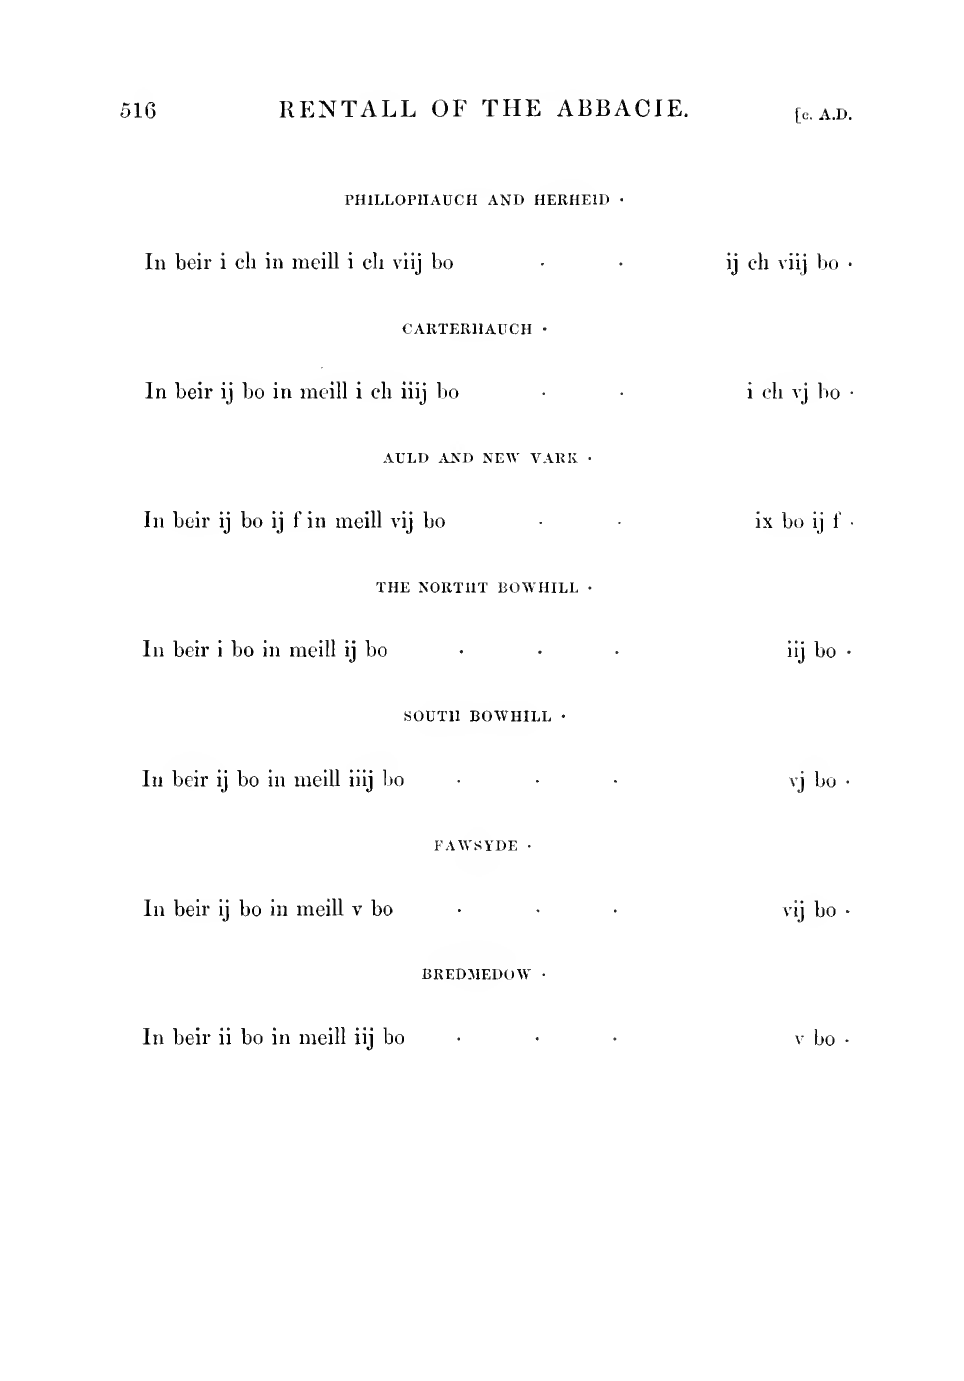 516 RENTALL OF THE ABBACIE. [c. A.D.
PHILLOPHAUCH AND HERHEID ·
In beir i ch in meill i ch viij bo · · ij ch viij bo ·
CARTERHAUCH ·
In beir ij bo in meill i ch iiij bo · · i ch vj bo ·
AULD AND NEW VARK ·
In beir ij bo ij f in meill vij bo · · ix bo ij f ·
THE NORTHT BOWHILL ·
In beir i bo in meill ij bo · · · iij bo ·
SOUTH BOWHILL ·
In beir ij bo in meill iiij bo · · · vj bo ·
FAWSYDE ·
In beir ij bo in meill v bo · · · vij bo ·
BREDMEDOW ·
In beir ii bo in meill iij bo · · · v bo ·